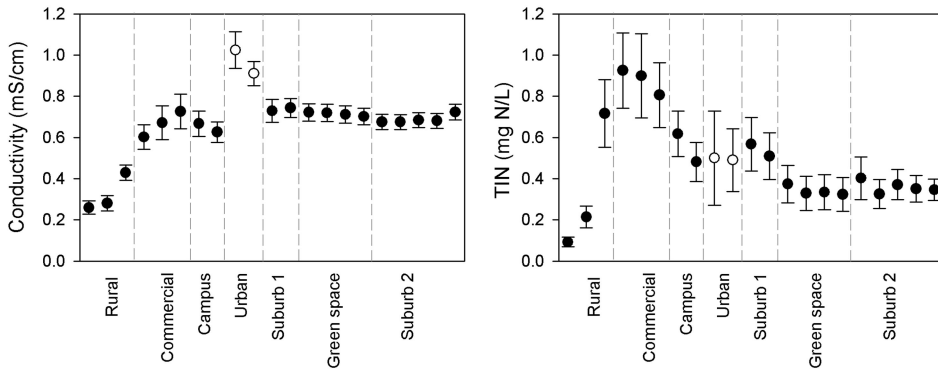 Conductivity (mS/cm)
1.2
1.0
0.8
0.6
0.4
0.2
0.0
Rural
Commercial
Campus
Urban
Suburb 1
Green space
Suburb 2
TIN (mg N/L)
1.2
1.0
0.8
0.6
0.4
0.2
0.0
Rural
Commercial
Campus
Urban
Suburb 1
Green space
Suburb 2